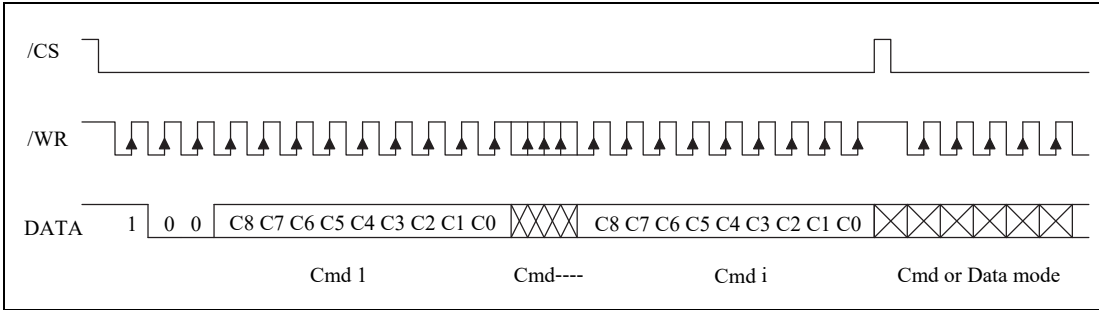 /CS
/WR
DATA 1 0 0 C8 C7 C6 C5 C4 C3 C2 C1 C0 C8 C7 C6 C5 C4 C3 C2 C1 C0
Cmd 1 Cmd---- Cmd i Cmd or Data mode